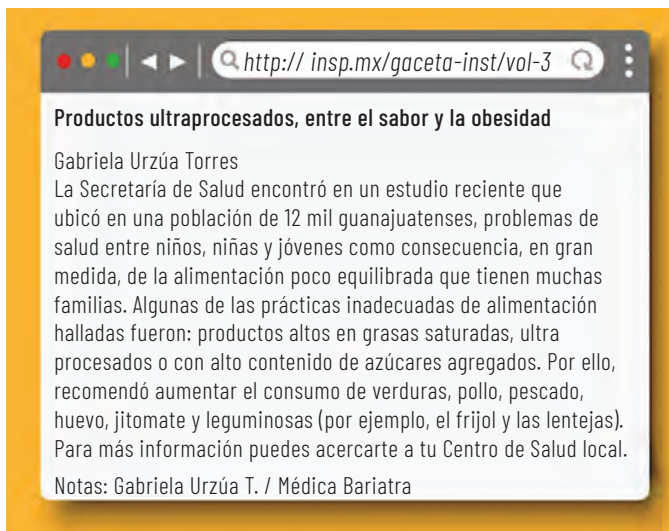 http:// insp.mx/gaceta-inst/vol-3
Productos ultraprocesados, entre el sabor y la obesidad
Gabriela Urzúa Torres
La Secretaría de Salud encontró en un estudio reciente que
ubicó en una población de 12 mil guanajuatenses, problemas de
salud entre niños, niñas y jóvenes como consecuencia, en gran
medida, de la alimentación poco equilibrada que tienen muchas
familias. Algunas de las prácticas inadecuadas de alimentación
halladas fueron: productos altos en grasas saturadas, ultra
procesados o con alto contenido de azúcares agregados. Por ello,
recomendó aumentar el consumo de verduras, pollo, pescado,
huevo, jitomate y leguminosas (por ejemplo, el frijol y las lentejas).
Para más información puedes acercarte a tu Centro de Salud local.
Notas: Gabriela Urzúa T. / Médica Bariatra